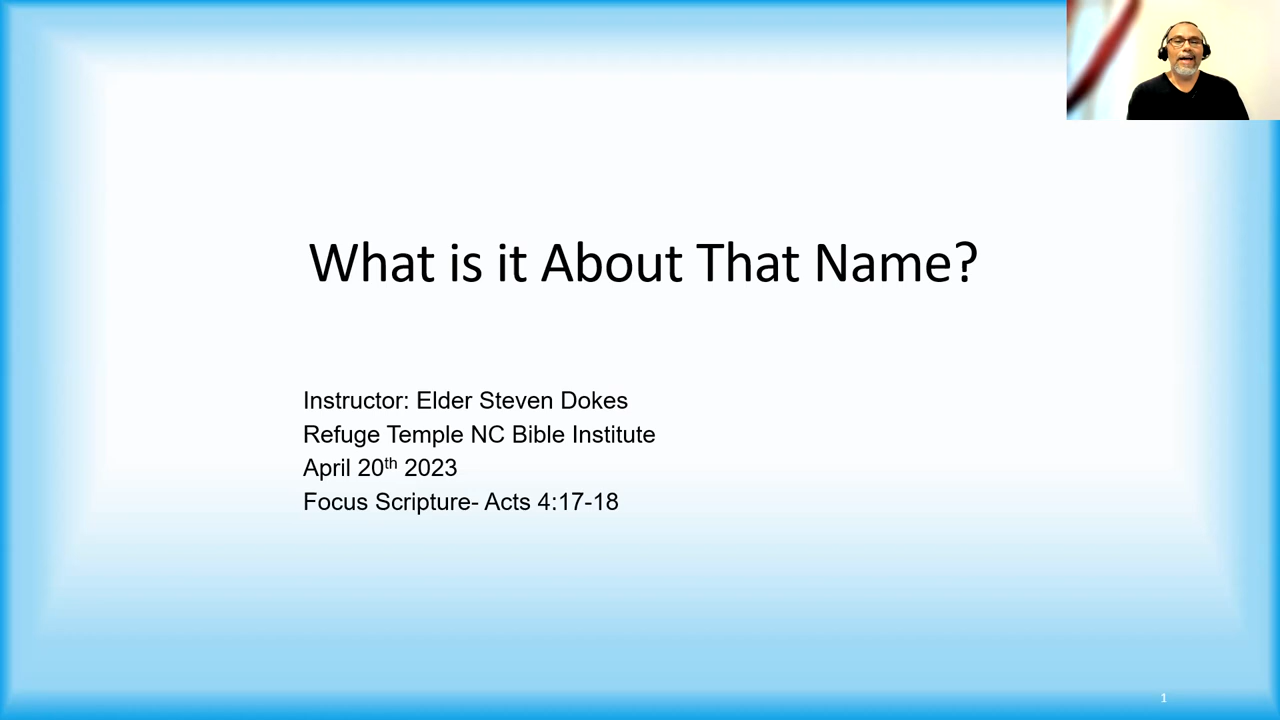 What is it About That Name?
Instructor: Elder Steven Dokes
Refuge Temple NC Bible Institute
April 20th 2023
Focus Scripture- Acts 4:17-18
1